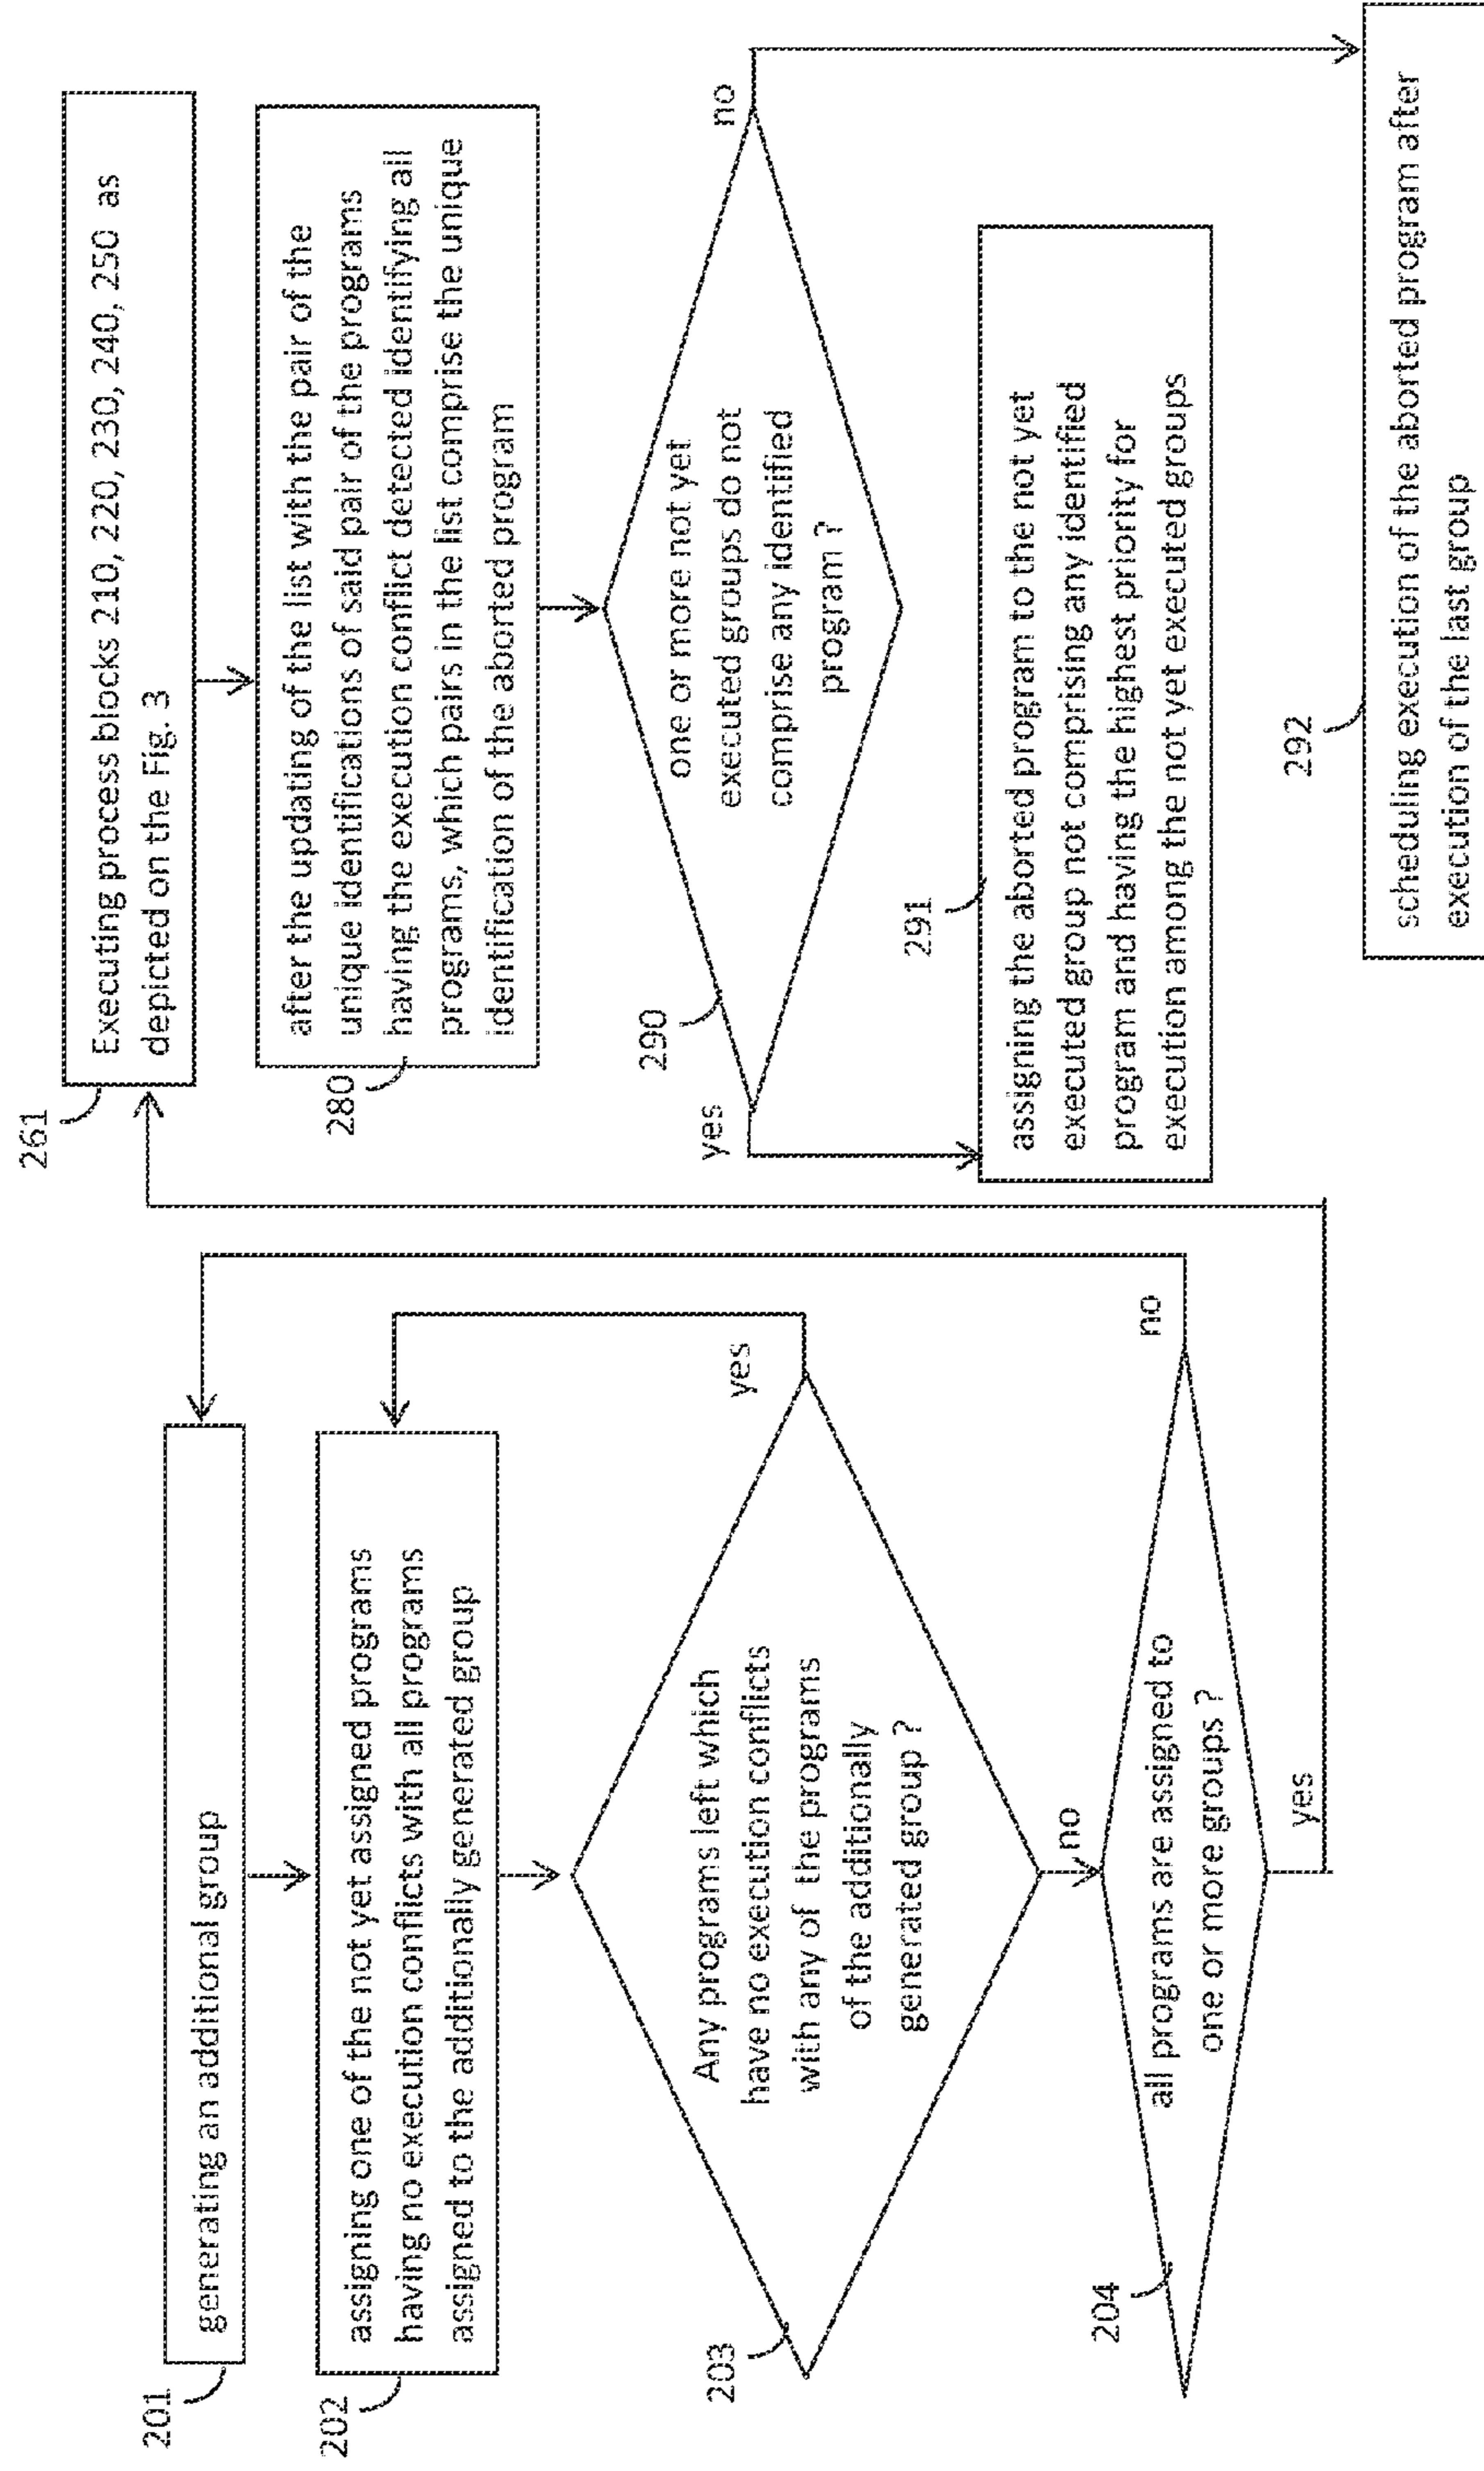 201
generating an additional group
202
assigning one of the not yet assigned programs
having no execution conflicts with all programs
assigned to the additionally generated group
203
Any programs left which
have no execution conflicts
with any of the programs
of the additionally
generated group ?
yes
no
204
all programs are assigned to
one or more groups ?
no
yes
261
Executing process blocks 210, 220, 230, 240, 250 as
depicted on the Fig. 3
280
after the updating of the list with the pair of the
unique identifications of said pair of the programs
having the execution conflict detected identifying all
programs, which pairs in the list comprise the unique
identification of the aborted program
290
one or more not yet
executed groups do not
comprise any identified
program ?
yes
no
291
assigning the aborted program to the not yet
executed group not comprising any identified
program and having the highest priority for
execution among the not yet executed groups
292
scheduling execution of the aborted program after
execution of the last group